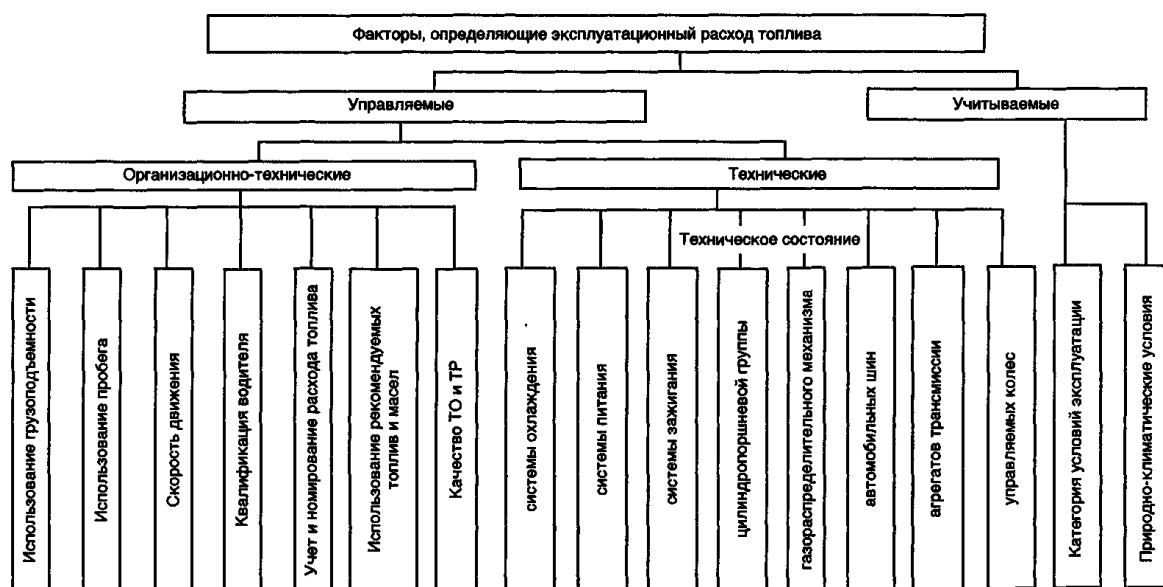 Факторы, определяющие эксплуатационный расход топлива
Управляемые
Учитываемые
Организационно-технические
Технические
Техническое состояние
Использование грузоподъемности
Использование пробега
Скорость движения
Квалификация водителя
Учет и номирование расхода топлива
Использование рекомендуемых
топлив и масел
Качество ТО и ТР
системы охлаждения
системы питания
системы зажигания
цилиндропоршневой группы
газораспределительного механизма
автомобильных шин
агрегатов трансмиссии
управляемых колес
Категория условий эксплуатации
Природно-климатические условия